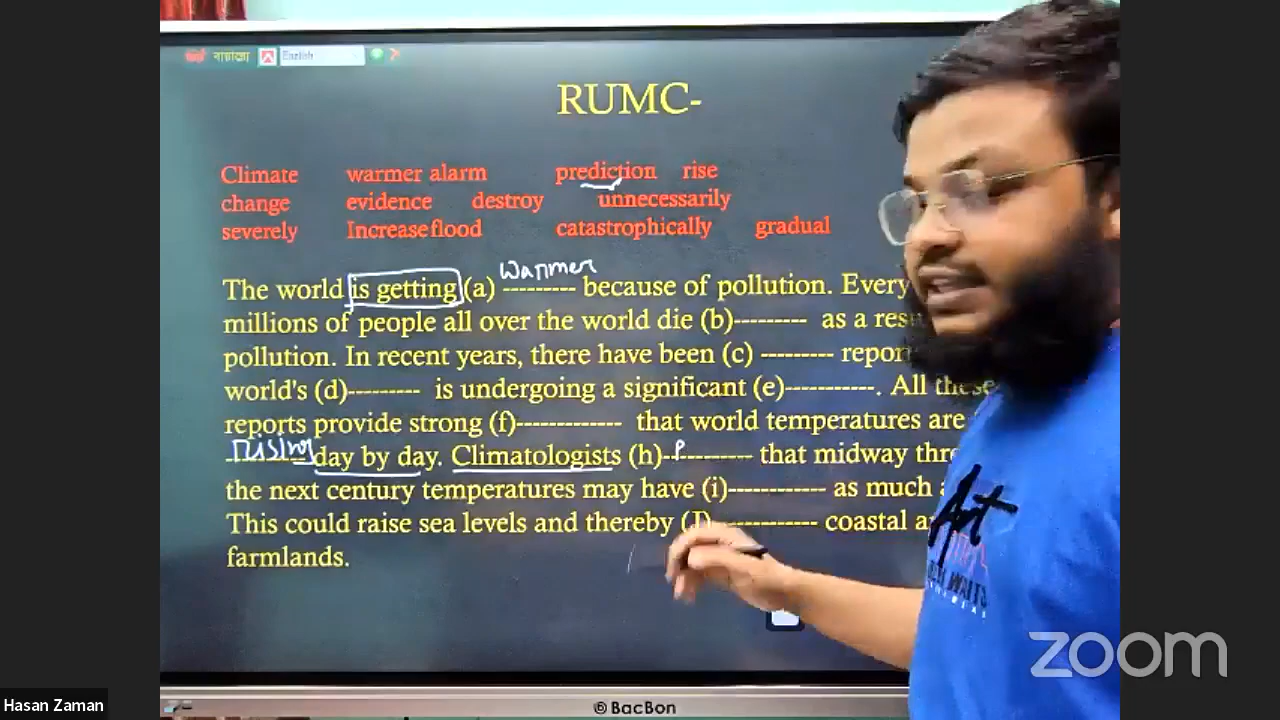 নাড়াচাড়া English
RUMC-
Climate warmer alarm prediction rise
change evidence destroy unnecessarily
severely Increase flood catastrophically gradual
warmer
The world is getting (a) --------- because of pollution. Every
millions of people all over the world die (b)--------- as a
pollution. In recent years, there have been (c) ---------
world's (d)--------- is undergoing a significant (e)-----------. All these
reports provide strong (f)------------- that world temperatures are
rising day by day. Climatologists (h)-P--------- that midway
the next century temperatures may have (i)------------ as much
This could raise sea levels and thereby (J)------------- coastal
farmlands.
Art
zoom
Hasan Zaman
BacBon